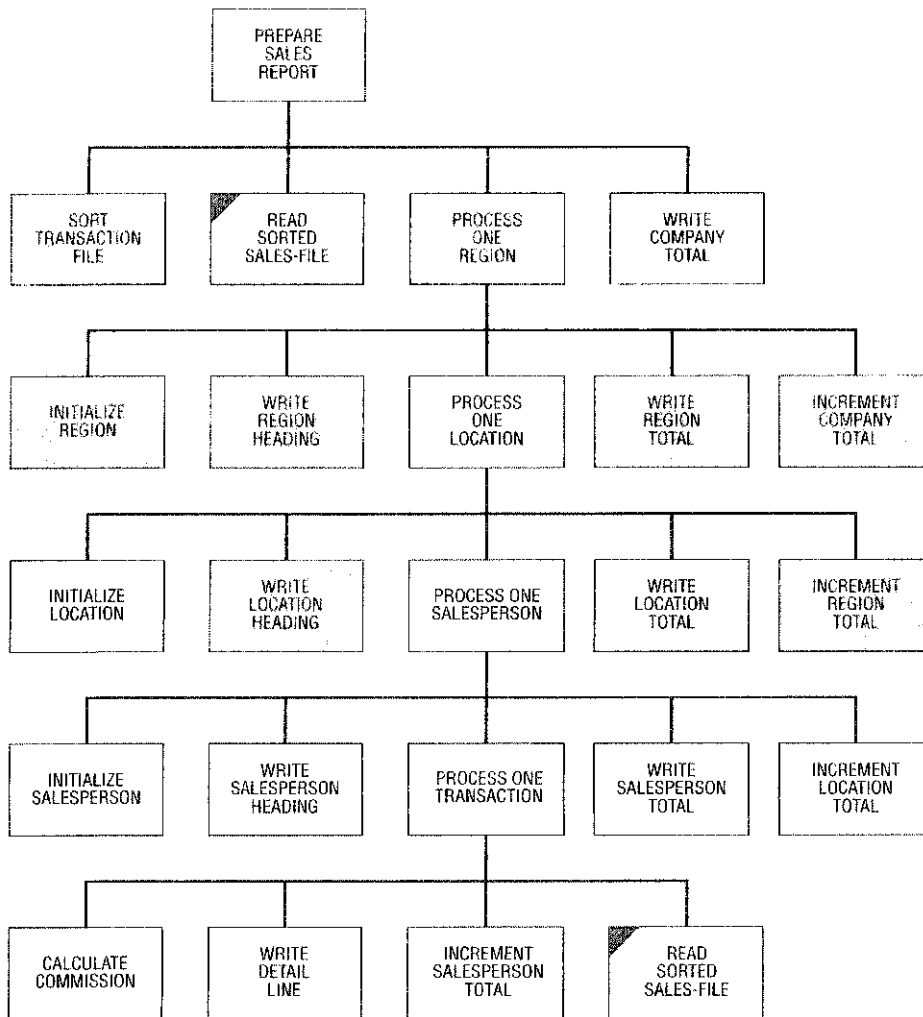 PREPARE
SALES
REPORT
SORT
TRANSACTION
FILE
READ
SORTED
SALES-FILE
PROCESS
ONE
REGION
WRITE
COMPANY
TOTAL
INITIALIZE
REGION
WRITE
REGION
HEADING
PROCESS
ONE
LOCATION
WRITE
REGION
TOTAL
INCREMENT
COMPANY
TOTAL
INITIALIZE
LOCATION
WRITE
LOCATION
HEADING
PROCESS ONE
SALESPERSON
WRITE
LOCATION
TOTAL
INCREMENT
REGION
TOTAL
INITIALIZE
SALESPERSON
WRITE
SALESPERSON
HEADING
PROCESS ONE
TRANSACTION
WRITE
SALESPERSON
TOTAL
INCREMENT
LOCATION
TOTAL
CALCULATE
COMMISSION
WRITE
DETAIL
LINE
INCREMENT
SALESPERSON
TOTAL
READ
SORTED
SALES-FILE